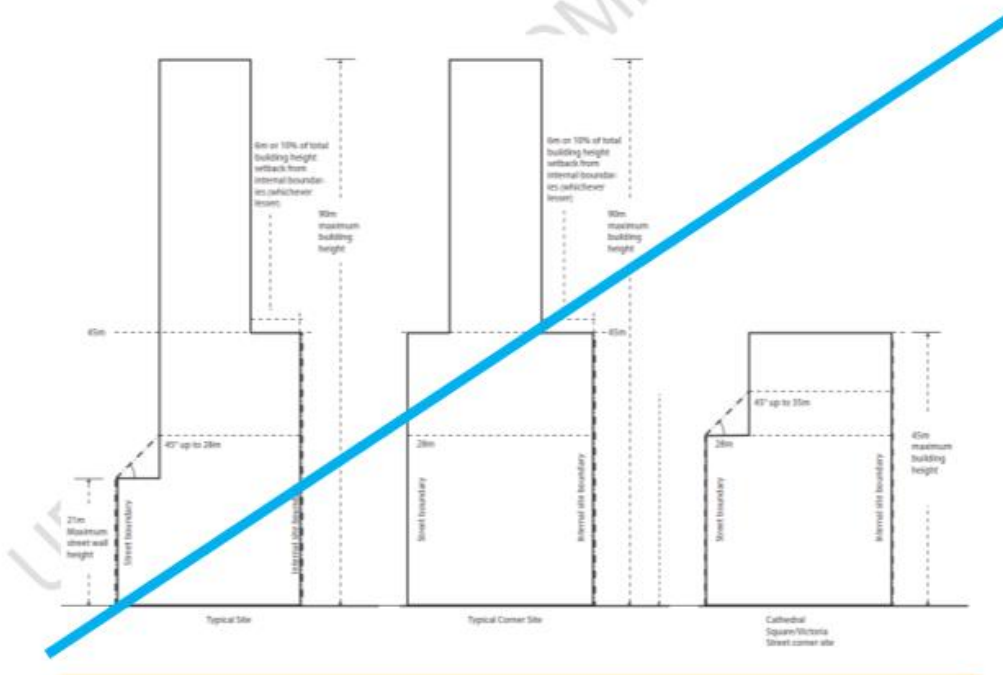 6m or 10% of total
building height
setback from
internal boundar-
ies (whichever
lesser)
90m
maximum
building
height
45m
45° up to 28m
21m
Maximum
street wall
height
Street boundary
Internal site
Typical Site
6m or 10% of total
building height
setback from
internal boundar-
ies (whichever
lesser)
90m
maximum
building
height
45m
28m
Street boundary
Internal site boundary
Typical Corner Site
45° up to 35m
28m
45m
maximum
building
height
Street boundary
Internal site boundary
Cathedral
Square/Victoria
Street corner site